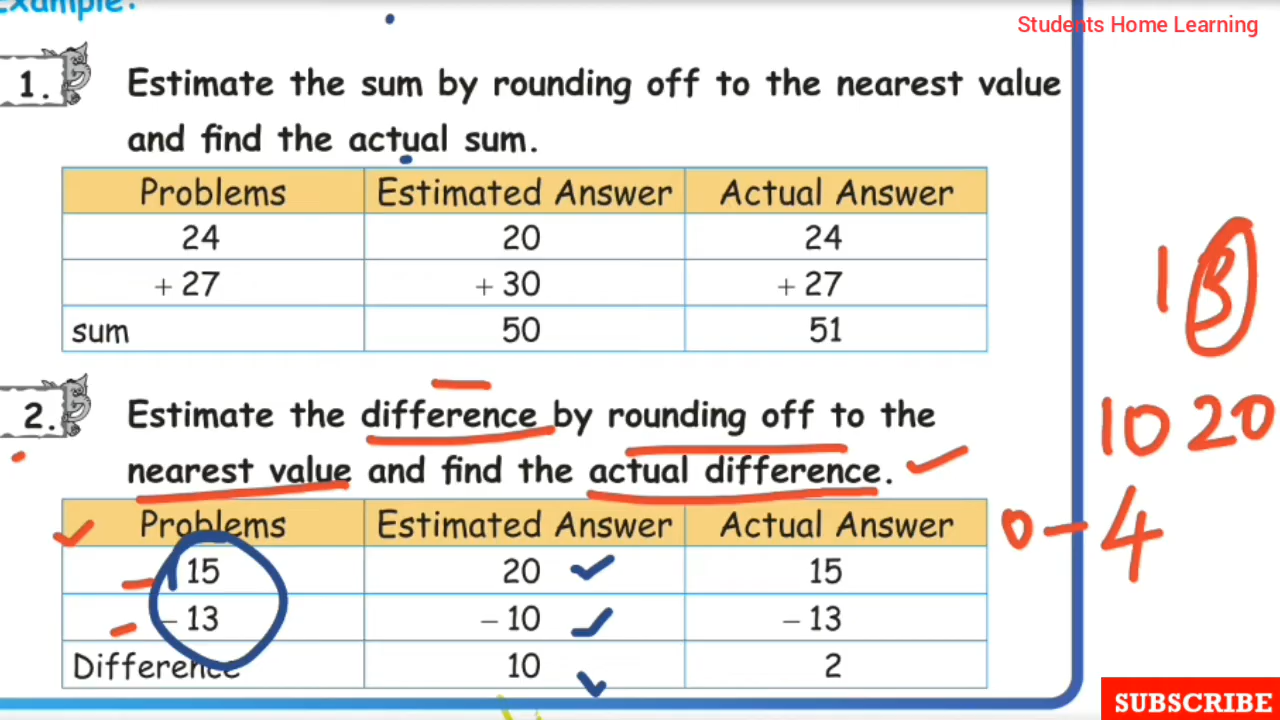 Example:
Students Home Learning
1. Estimate the sum by rounding off to the nearest value
and find the actual sum.
Problems Estimated Answer Actual Answer
24 20 24
+ 27 + 30 + 27
sum 50 51
13
10 20
0 - 4
2. Estimate the difference by rounding off to the
nearest value and find the actual difference.
Problems Estimated Answer Actual Answer
15 20 15
- 13 - 10 - 13
Difference 10 2
SUBSCRIBE